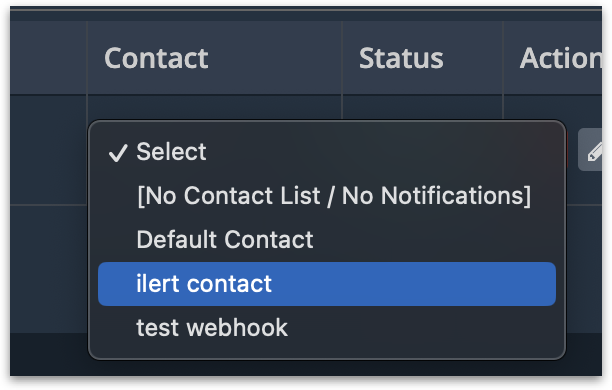 Contact Status Action
Select
[No Contact List / No Notifications]
Default Contact
ilert contact
test webhook